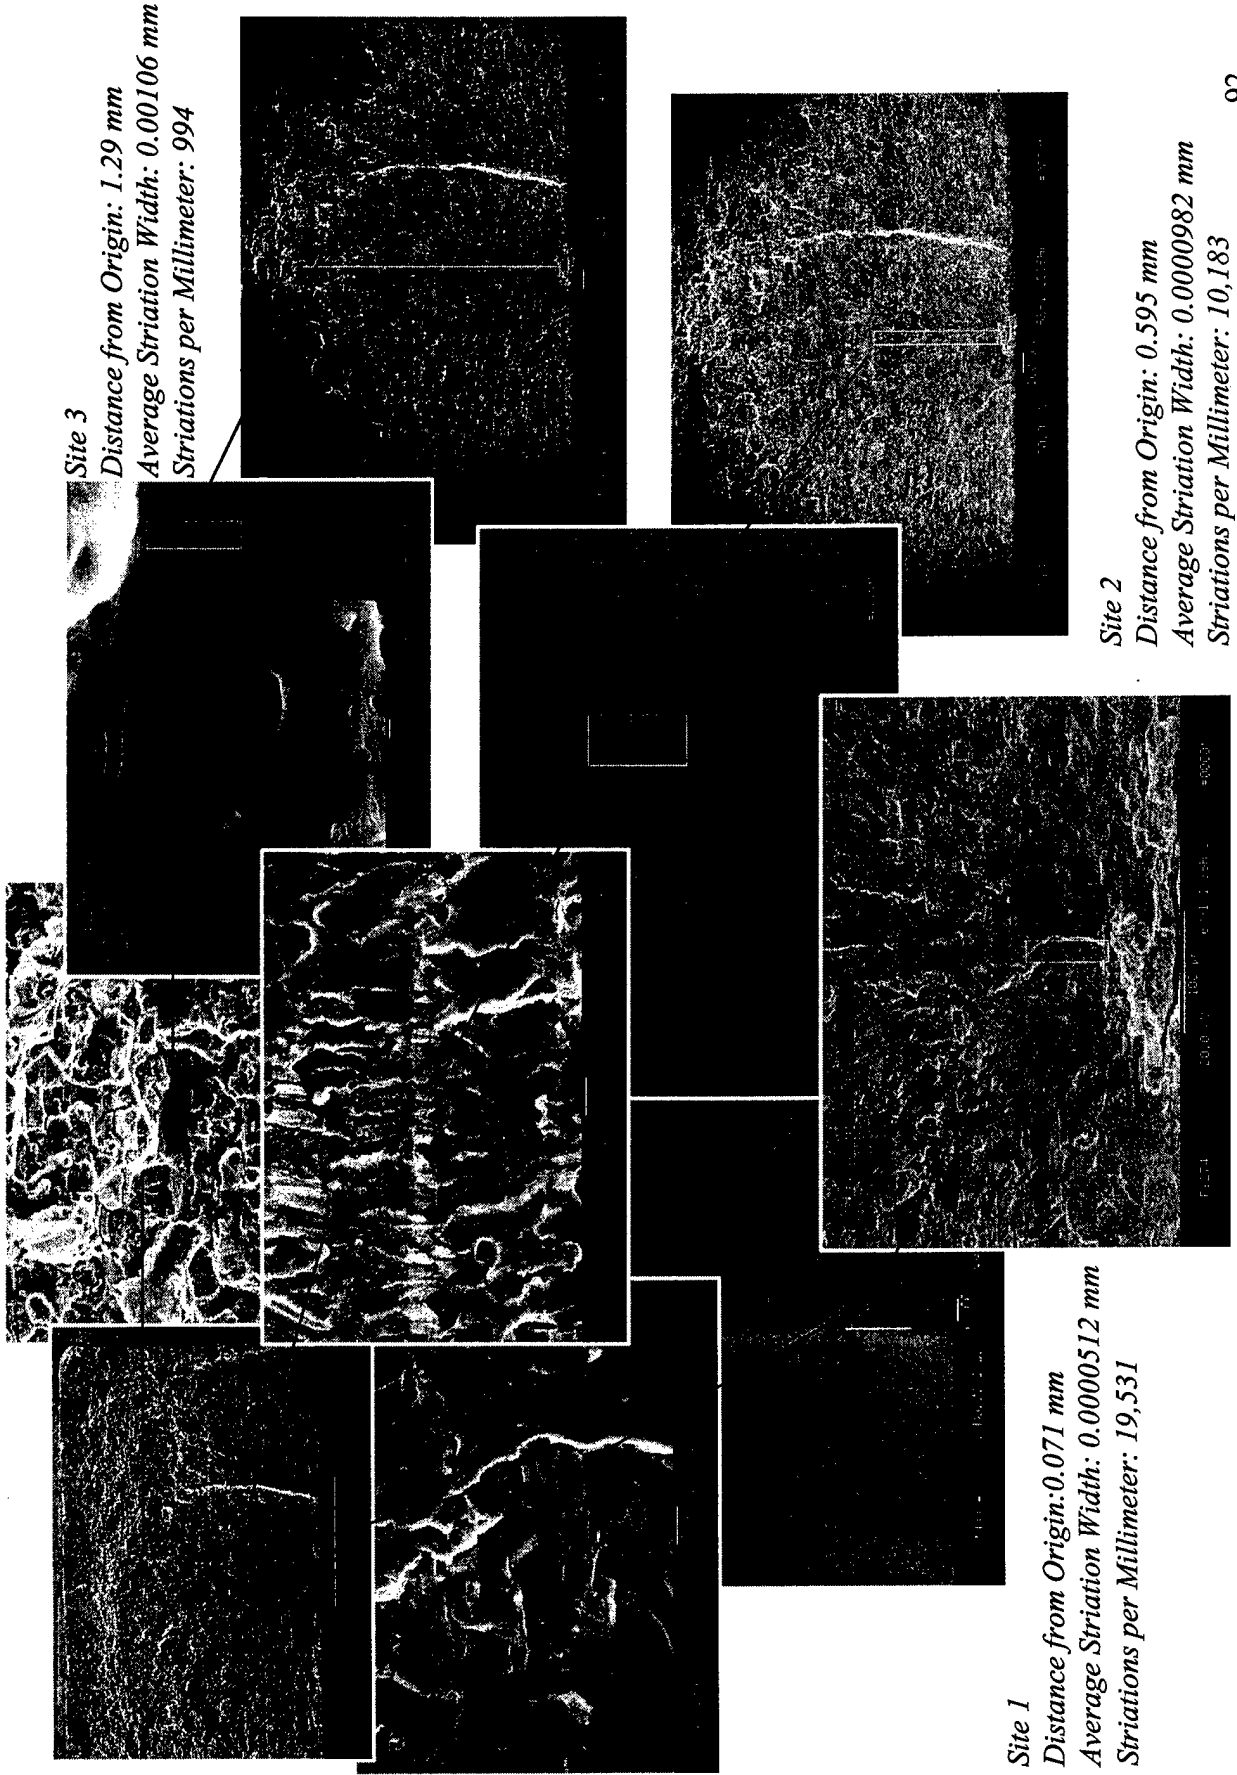 Site 1
Distance from Origin:0.071 mm
Average Striation Width: 0.0000512 mm
Striations per Millimeter: 19,531
Site 2
Distance from Origin: 0.595 mm
Average Striation Width: 0.0000982 mm
Striations per Millimeter: 10,183
Site 3
Distance from Origin: 1.29 mm
Average Striation Width: 0.00106 mm
Striations per Millimeter: 994